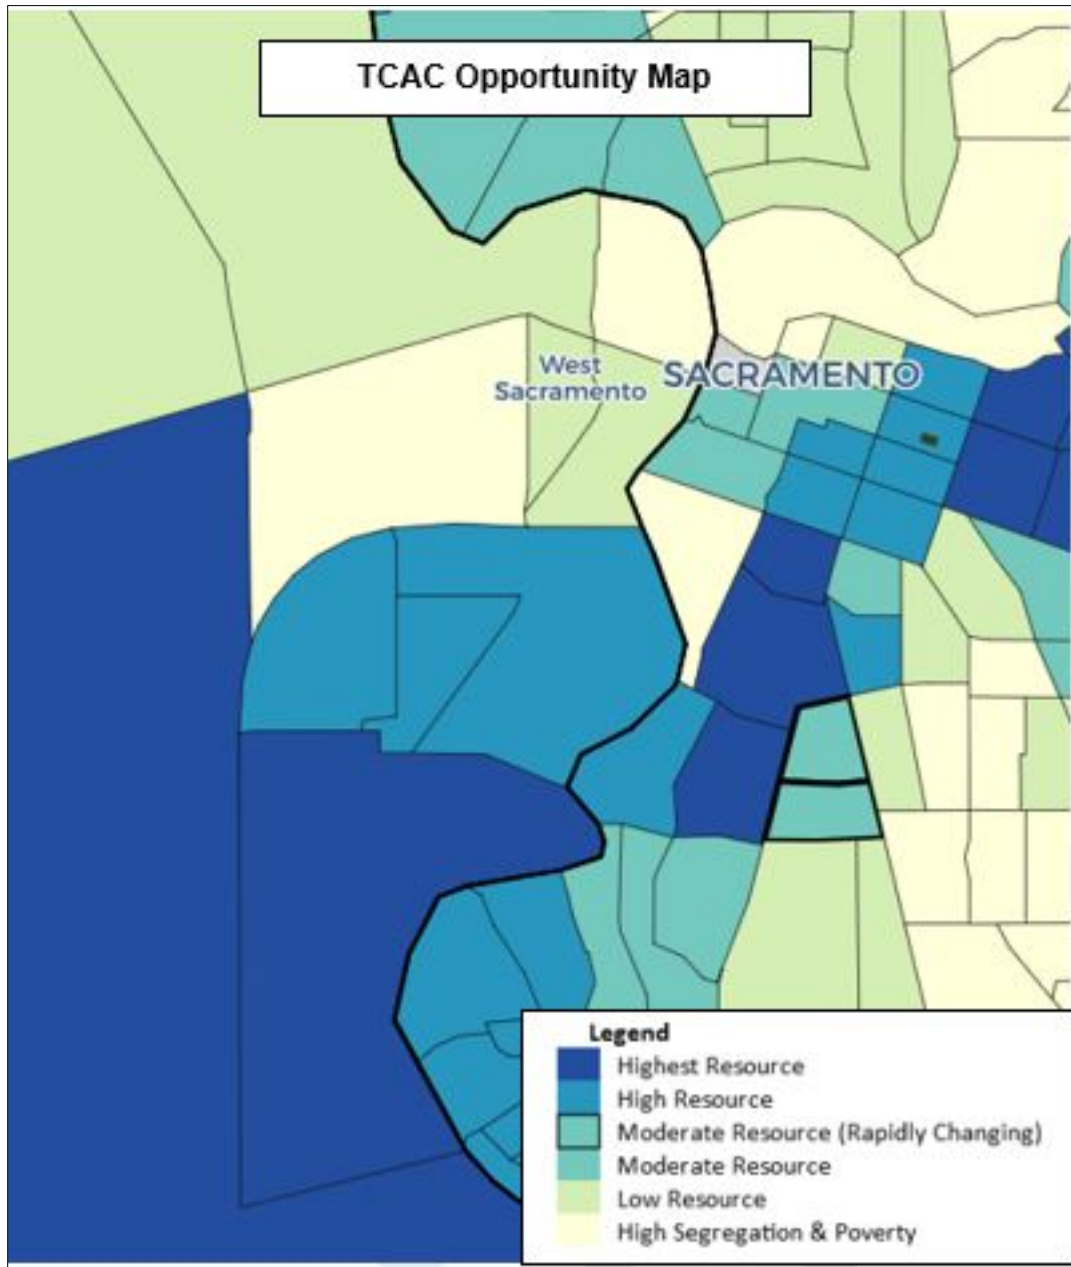 TCAC Opportunity Map
West
Sacramento
SACRAMENTO
Legend
Highest Resource
High Resource
Moderate Resource (Rapidly Changing)
Moderate Resource
Low Resource
High Segregation & Poverty